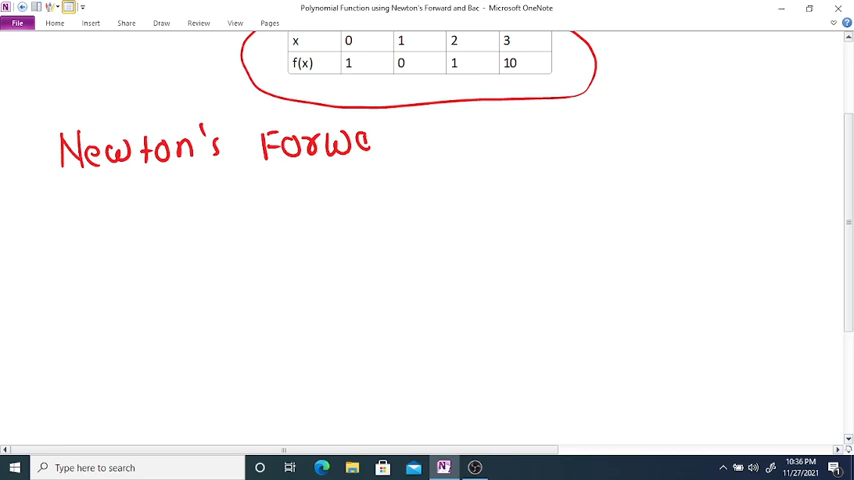 Polynomial Function using Newton's Forward and Bac - Microsoft OneNote
File Home Insert Share Draw History Review View Pages
x 0 1 2 3
f(x) 1 0 1 10
Newton's Forwa
Type here to search
10:36 PM
11/27/2021